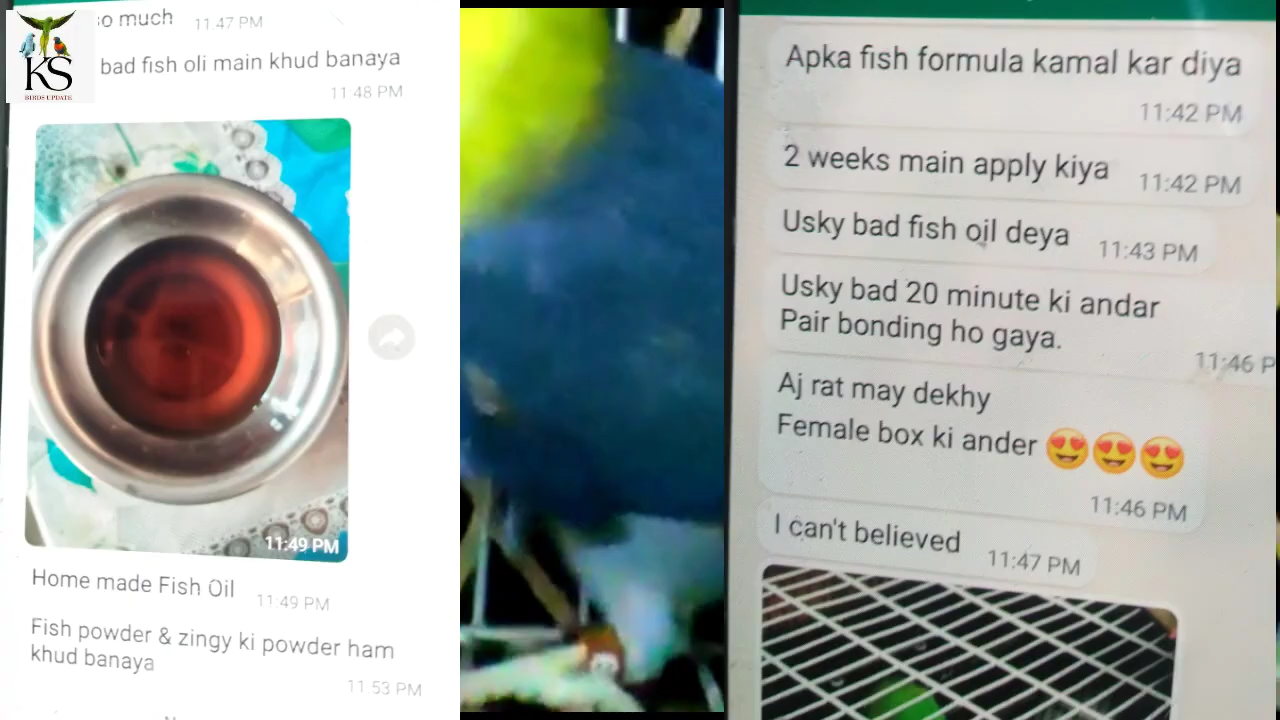 so much 11:47 PM
KS
BIRDS UPDATE
bad fish oli main khud banaya
11:48 PM
11:49 PM
Home made Fish Oil 11:49 PM
Fish powder & zingy ki powder ham
khud banaya
11:53 PM
Apka fish formula kamal kar diya
11:42 PM
2 weeks main apply kiya 11:42 PM
Usky bad fish oil deya 11:43 PM
Usky bad 20 minute ki andar
Pair bonding ho gaya.
11:46 P
Aj rat may dekhy
Female box ki ander 😍😍😍
11:46 PM
I can't believed 11:47 PM